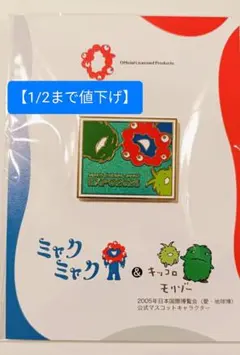 Official Licensed Products
【1/2まで値下げ】
ミャク
ミャク
&
キッコロ
モリゾー
2005年日本国際博覧会（愛・地球博）
公式マスコットキャラクター